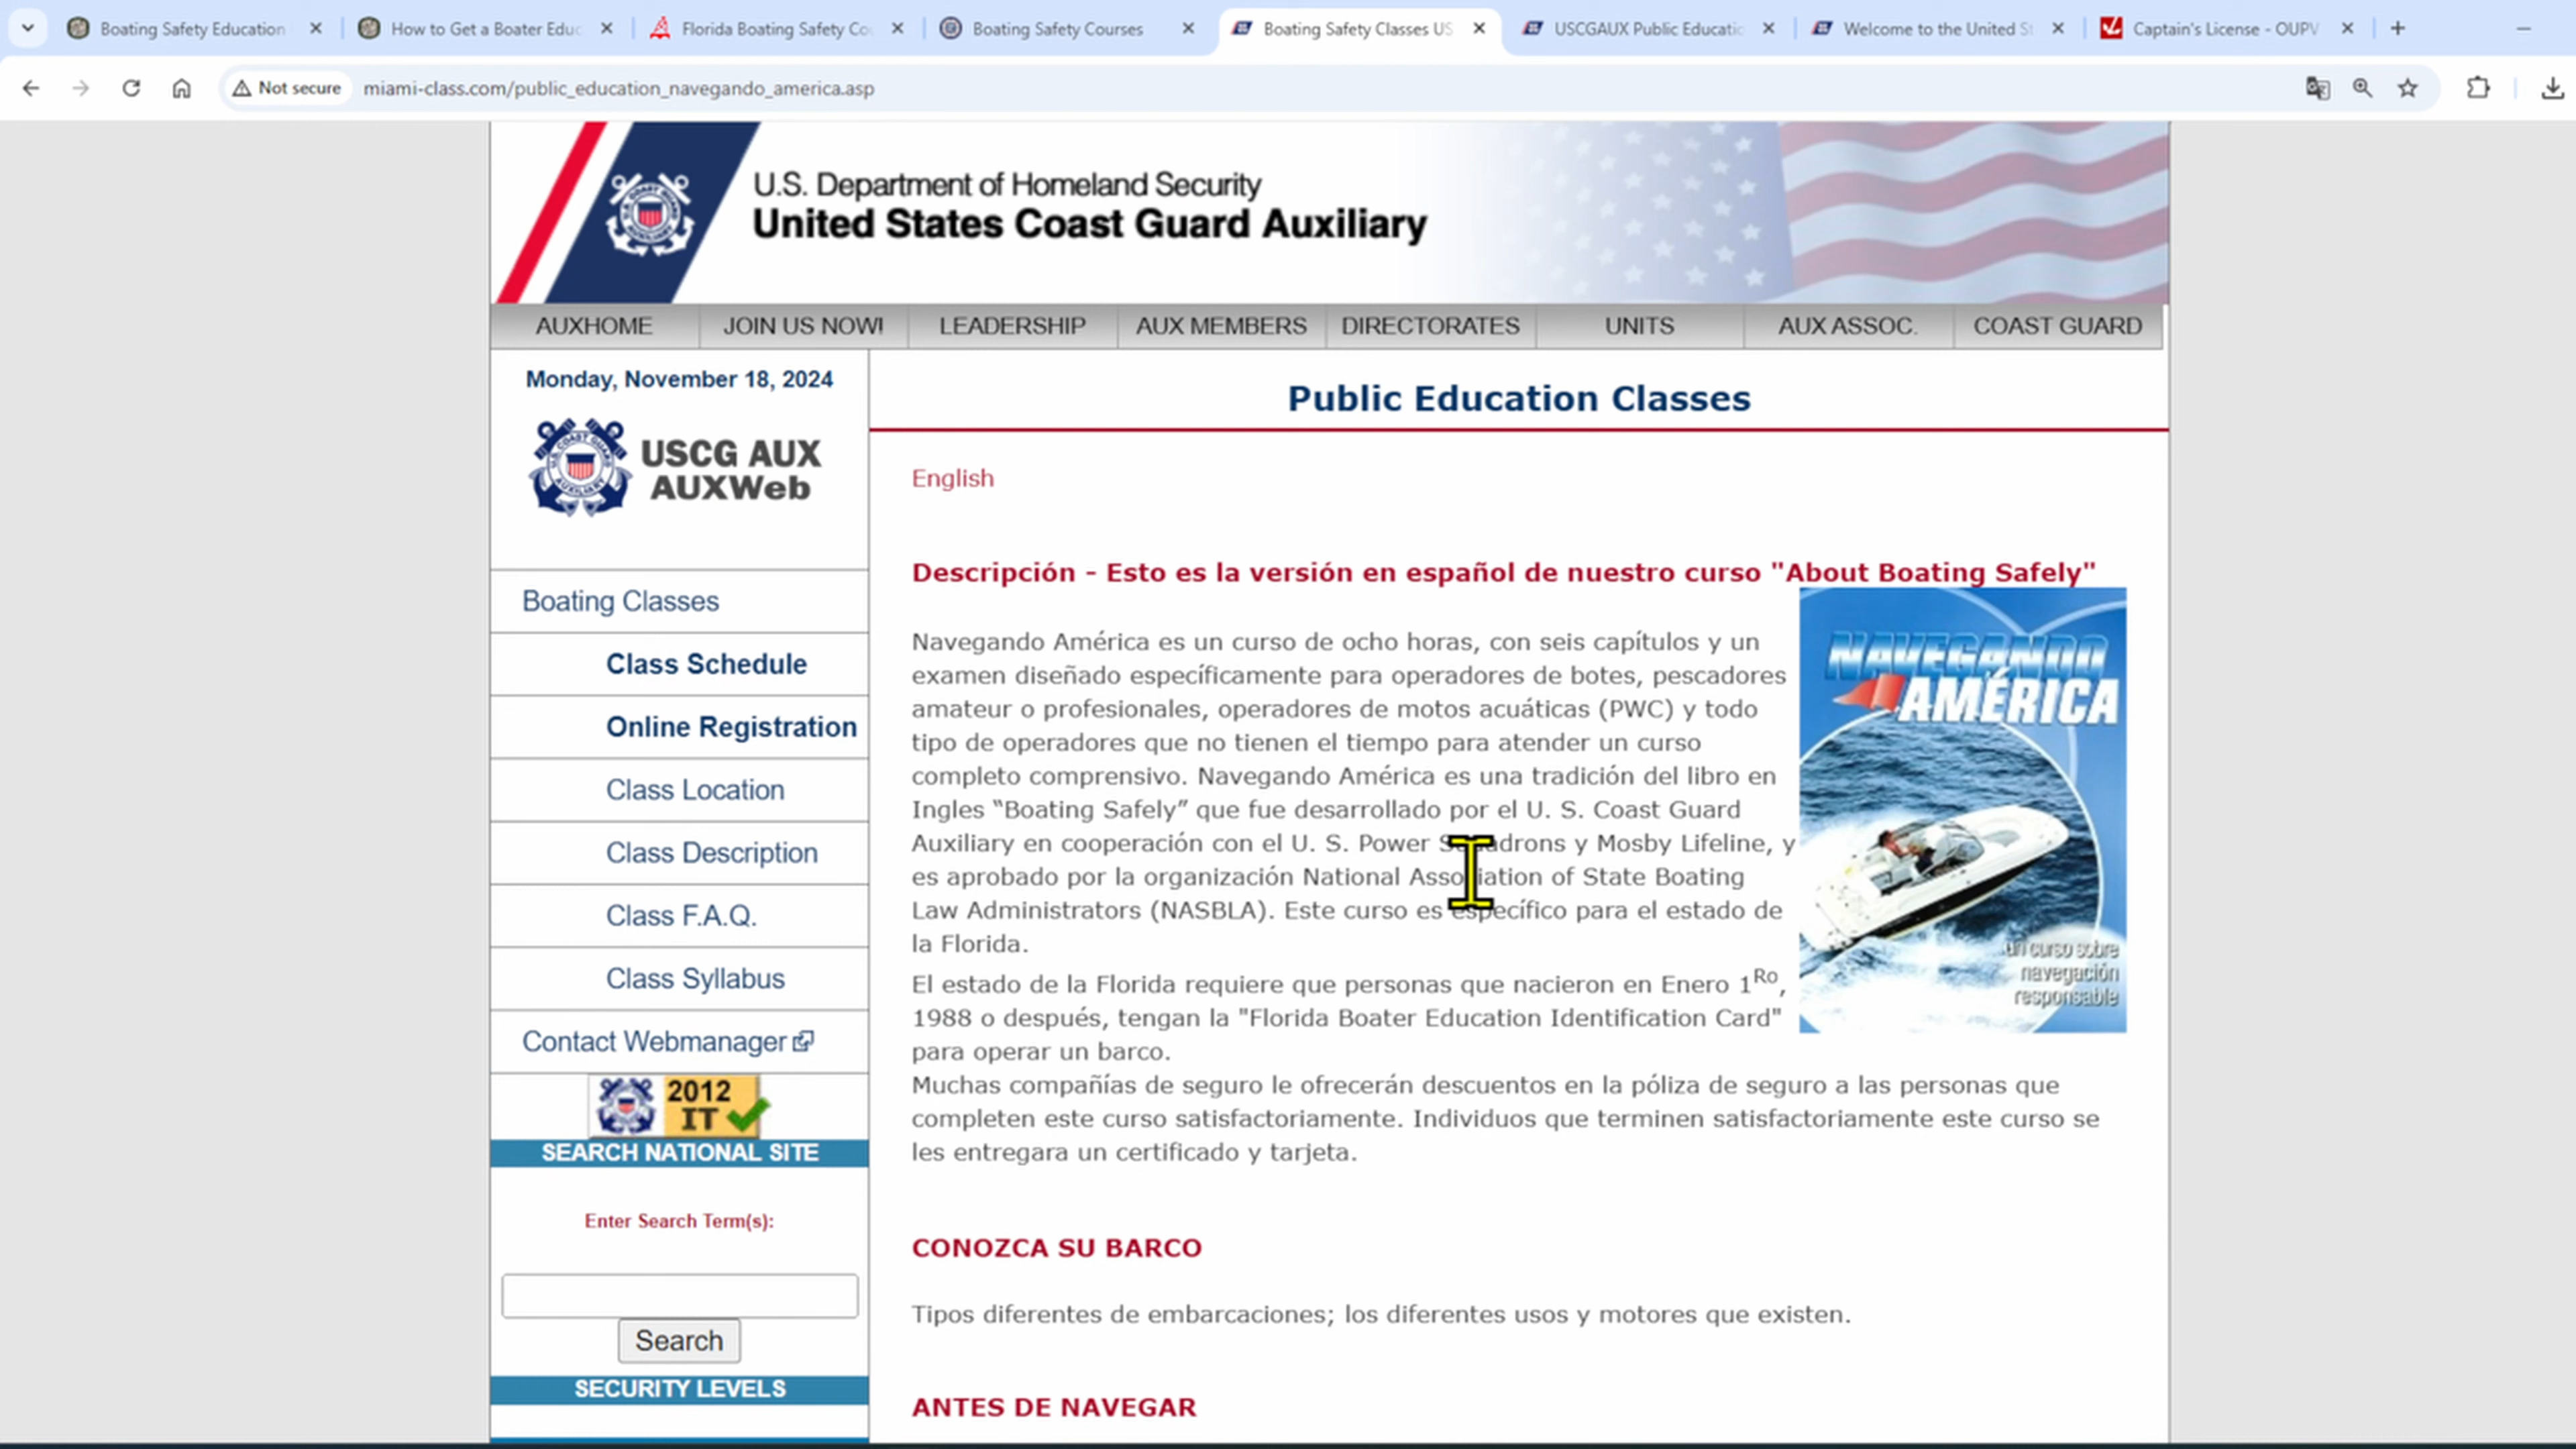 Boating Safety Education
How to Get a Boater Educ
Florida Boating Safety Co
Boating Safety Courses
Boating Safety Classes US
USCGAUX Public Educatio
Welcome to the United St
Captain's License - OUPV
Not secure
miami-class.com/public_education_navegando_america.asp
U.S. Department of Homeland Security
United States Coast Guard Auxiliary
AUXHOME
JOIN US NOW!
LEADERSHIP
AUX MEMBERS
DIRECTORATES
UNITS
AUX ASSOC.
COAST GUARD
Monday, November 18, 2024
USCG AUX
AUXWeb
Boating Classes
Class Schedule
Online Registration
Class Location
Class Description
Class F.A.Q.
Class Syllabus
Contact Webmanager
2012
IT
SEARCH NATIONAL SITE
Enter Search Term(s):
Search
SECURITY LEVELS
Public Education Classes
English
Descripción - Esto es la versión en español de nuestro curso "About Boating Safely"
Navegando América es un curso de ocho horas, con seis capítulos y un
examen diseñado específicamente para operadores de botes, pescadores
amateur o profesionales, operadores de motos acuáticas (PWC) y todo
tipo de operadores que no tienen el tiempo para atender un curso
completo comprensivo. Navegando América es una tradición del libro en
Ingles “Boating Safely” que fue desarrollado por el U. S. Coast Guard
Auxiliary en cooperación con el U. S. Power Squadrons y Mosby Lifeline, y
es aprobado por la organización National Association of State Boating
Law Administrators (NASBLA). Este curso es específico para el estado de
la Florida.
El estado de la Florida requiere que personas que nacieron en Enero 1Ro,
1988 o después, tengan la "Florida Boater Education Identification Card"
para operar un barco.
Muchas compañías de seguro le ofrecerán descuentos en la póliza de seguro a las personas que
completen este curso satisfactoriamente. Individuos que terminen satisfactoriamente este curso se
les entregara un certificado y tarjeta.
NAVEGANDO
AMÉRICA
un curso sobre
navegación
responsable
CONOZCA SU BARCO
Tipos diferentes de embarcaciones; los diferentes usos y motores que existen.
ANTES DE NAVEGAR